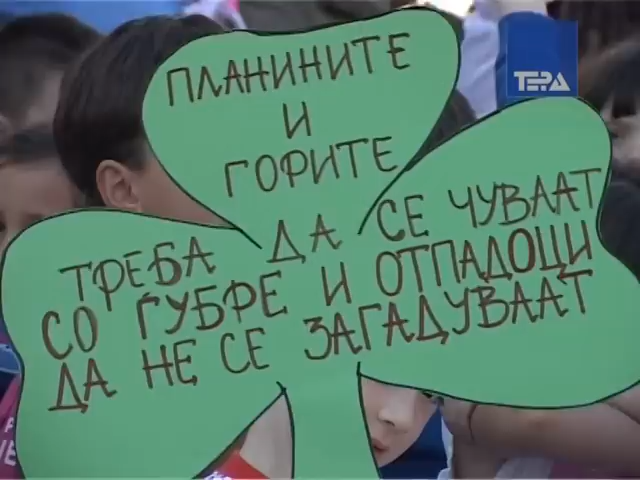 ТЕРА
ПЛАНИНИТЕ
И
ГОРИТЕ
ТРЕБА ДА СЕ ЧУВААТ
СО ЃУБРЕ И ОТПАДОЦИ
ДА НЕ СЕ ЗАГАДУВААТ